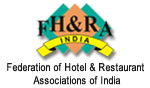 FH&RA
INDIA
Federation of Hotel & Restaurant
Associations of India